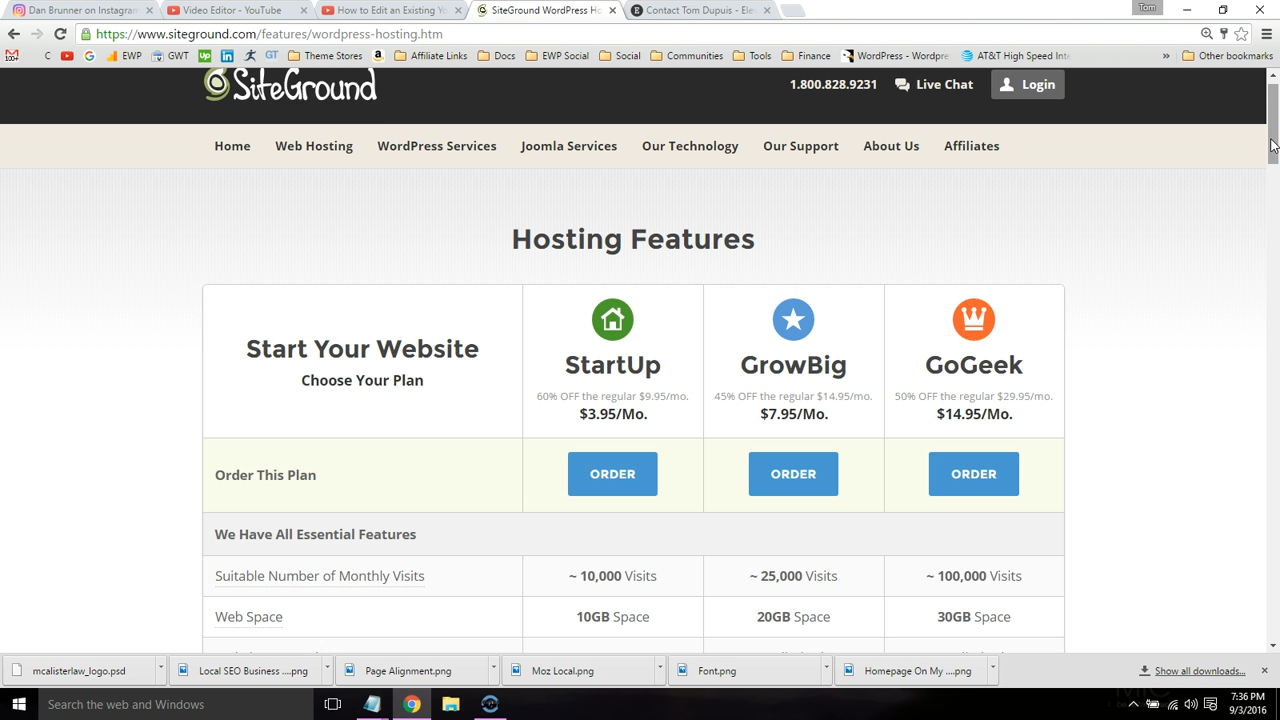 Dan Brunner on Instagram
Video Editor - YouTube
How to Edit an Existing Yo
SiteGround WordPress Ho
Contact Tom Dupuis - Ele
Tom
https://www.siteground.com/features/wordpress-hosting.htm
C
EWP
GWT
GT
Theme Stores
Affiliate Links
Docs
EWP Social
Social
Communities
Tools
Finance
WordPress - Wordpre
AT&T High Speed Inte
»
Other bookmarks
SiteGround
1.800.828.9231
Live Chat
Login
Home
Web Hosting
WordPress Services
Joomla Services
Our Technology
Our Support
About Us
Affiliates
Hosting Features
Start Your Website
Choose Your Plan
StartUp
60% OFF the regular $9.95/mo.
$3.95/Mo.
GrowBig
45% OFF the regular $14.95/mo.
$7.95/Mo.
GoGeek
50% OFF the regular $29.95/mo.
$14.95/Mo.
Order This Plan
ORDER
ORDER
ORDER
We Have All Essential Features
Suitable Number of Monthly Visits
~ 10,000 Visits
~ 25,000 Visits
~ 100,000 Visits
Web Space
10GB Space
20GB Space
30GB Space
mcalisterlaw_logo.psd
Local SEO Business ....png
Page Alignment.png
Moz Local.png
Font.png
Homepage On My ....png
Show all downloads...
Search the web and Windows
7:36 PM
9/3/2016